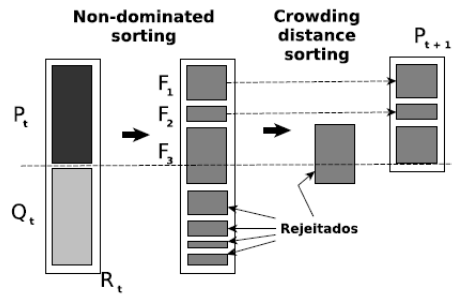 Non-dominated
sorting
Crowding
distance
sorting
P t + 1
F 1
F 2
F 3
P t
Q t
R t
Rejeitados